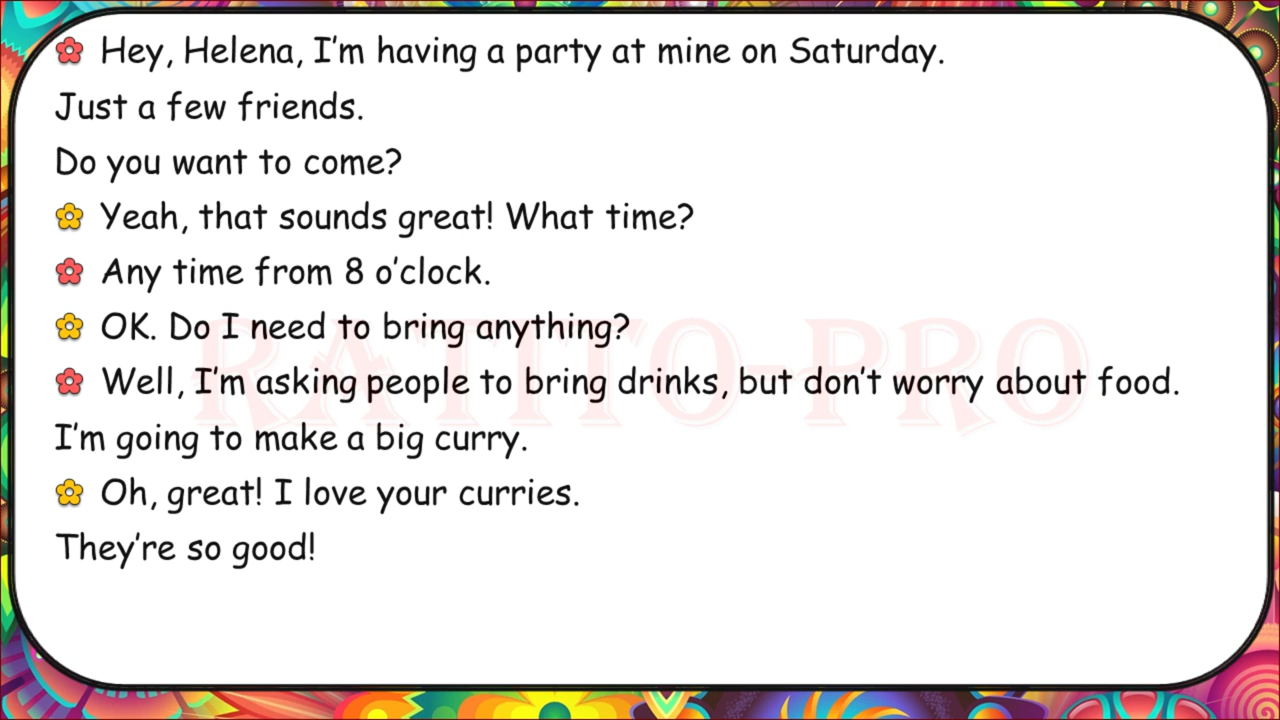 Hey, Helena, I'm having a party at mine on Saturday.
Just a few friends.
Do you want to come?
Yeah, that sounds great! What time?
Any time from 8 o'clock.
OK. Do I need to bring anything?
RATITO PRO
Well, I'm asking people to bring drinks, but don't worry about food.
I'm going to make a big curry.
Oh, great! I love your curries.
They're so good!